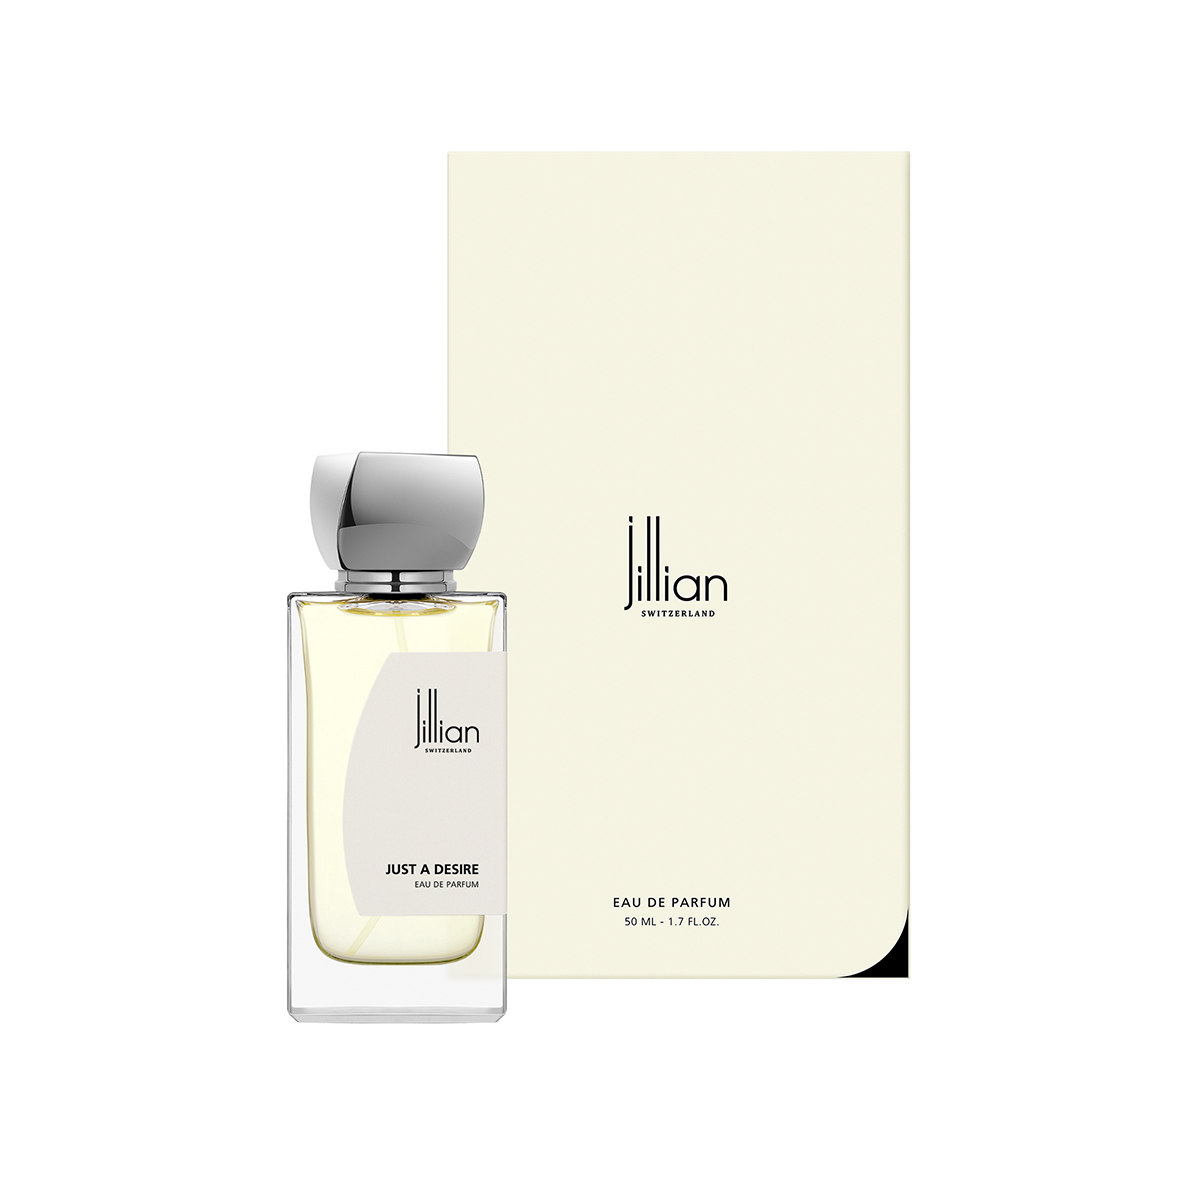 jillian
SWITZERLAND
EAU DE PARFUM
50 ML - 1.7 FL.OZ.
jillian
SWITZERLAND
JUST A DESIRE
EAU DE PARFUM